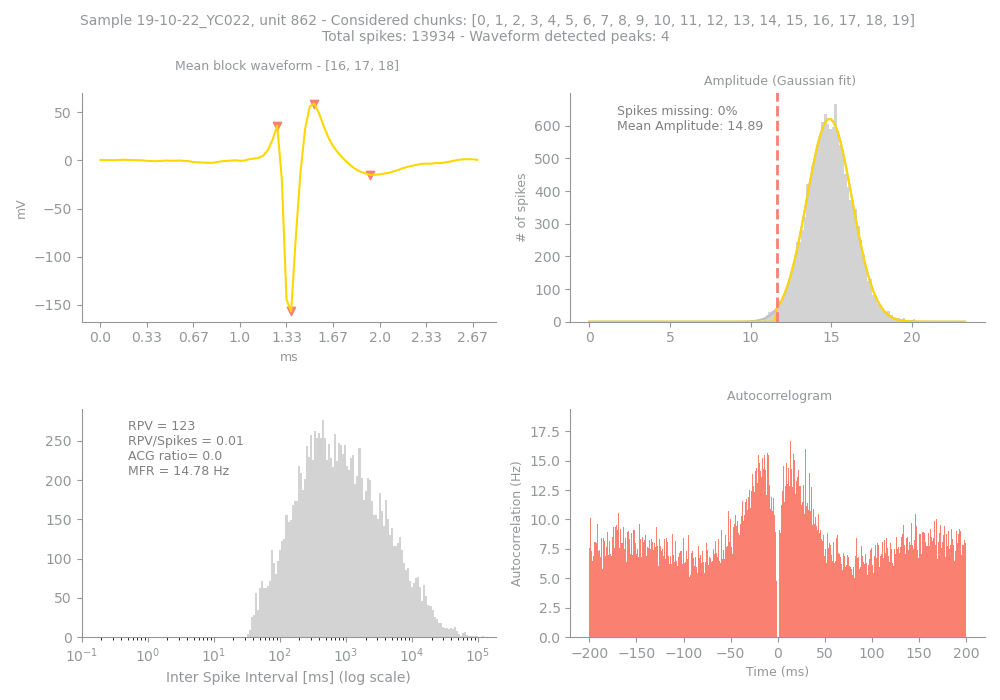 Sample 19-10-22_YC022, unit 862 - Considered chunks: [0, 1, 2, 3, 4, 5, 6, 7, 8, 9, 10, 11, 12, 13, 14, 15, 16, 17, 18, 19]
Total spikes: 13934 - Waveform detected peaks: 4
Mean block waveform - [16, 17, 18]
50
0
−50
−100
−150
mV
0.0 0.33 0.67 1.0 1.33 1.67 2.0 2.33 2.67
ms
Amplitude (Gaussian fit)
Spikes missing: 0%
Mean Amplitude: 14.89
600
500
400
300
200
100
0
# of spikes
0 5 10 15 20
RPV = 123
RPV/Spikes = 0.01
ACG ratio= 0.0
MFR = 14.78 Hz
250
200
150
100
50
0
10⁻¹ 10⁰ 10¹ 10² 10³ 10⁴ 10⁵
Inter Spike Interval [ms] (log scale)
Autocorrelogram
17.5
15.0
12.5
10.0
7.5
5.0
2.5
0.0
Autocorrelation (Hz)
−200 −150 −100 −50 0 50 100 150 200
Time (ms)